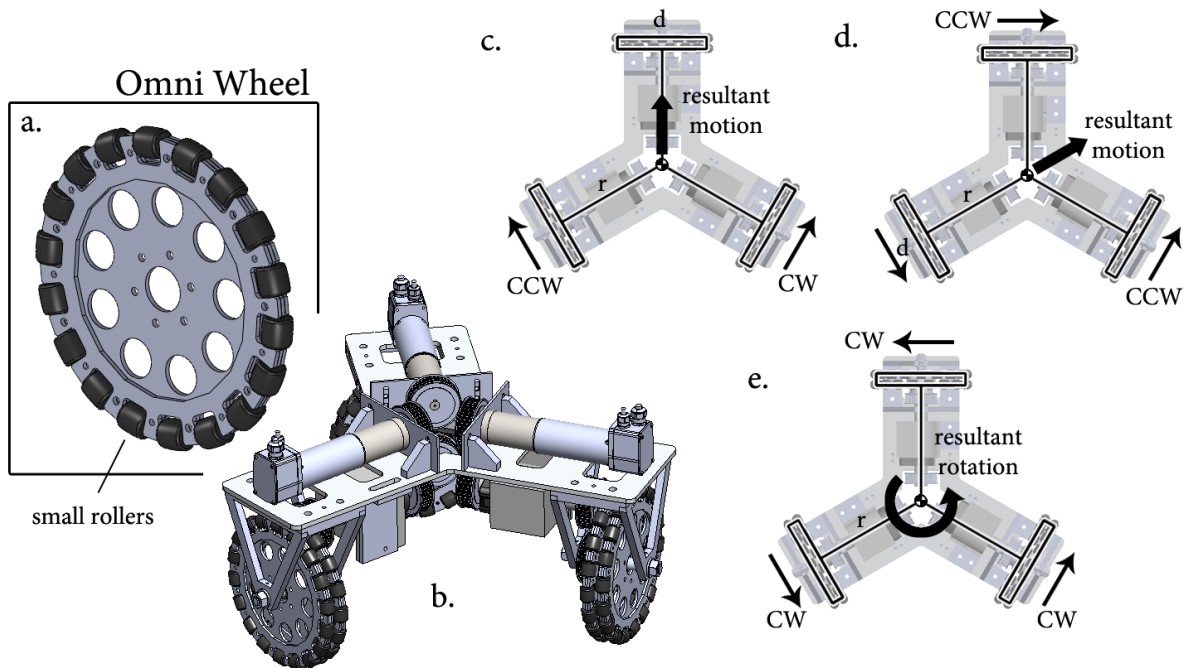 Omni Wheel
a.
small rollers
b.
c.
d
resultant
motion
r
CCW
CW
d.
CCW
resultant
motion
r
d
CCW
e.
CW
resultant
rotation
r
CW
CW